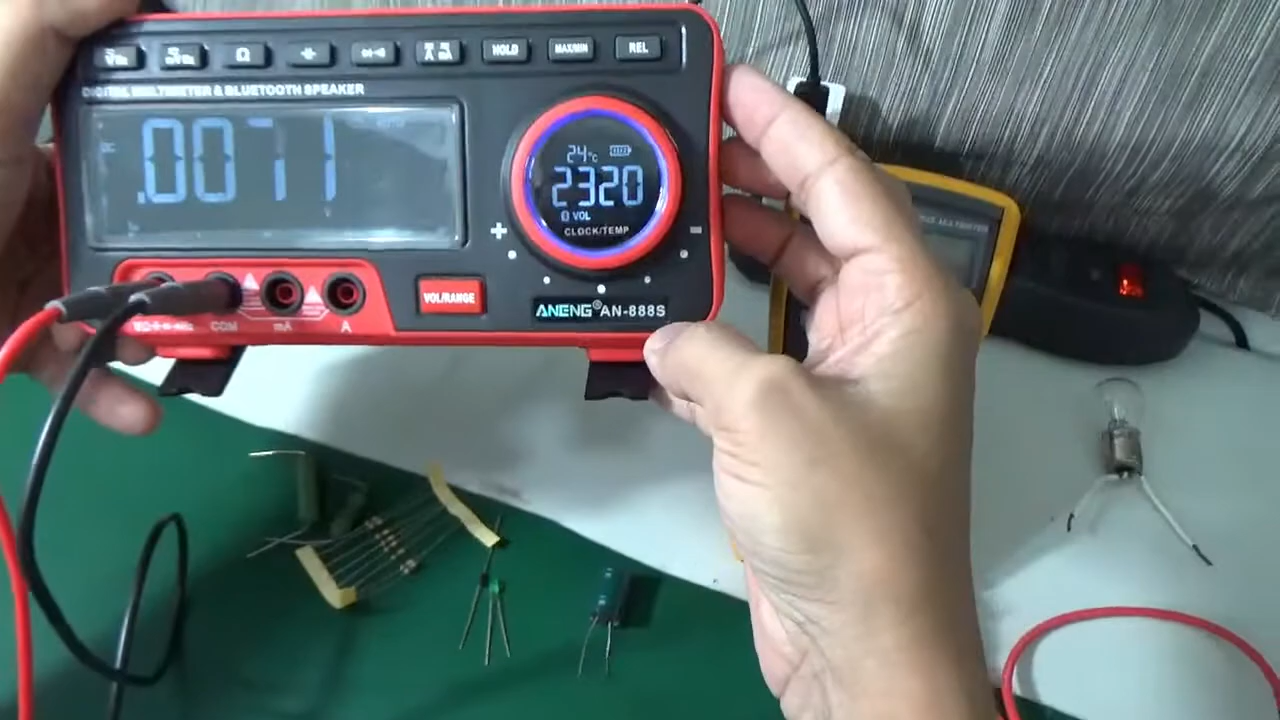 Ω
HOLD
MAX/MIN
REL
DIGITAL MULTIMETER & BLUETOOTH SPEAKER
.0071
24°C
2320
VOL
CLOCK/TEMP
+
−
VOL/RANGE
ANENG® AN-888S
COM
mA
A
MULTIMETER